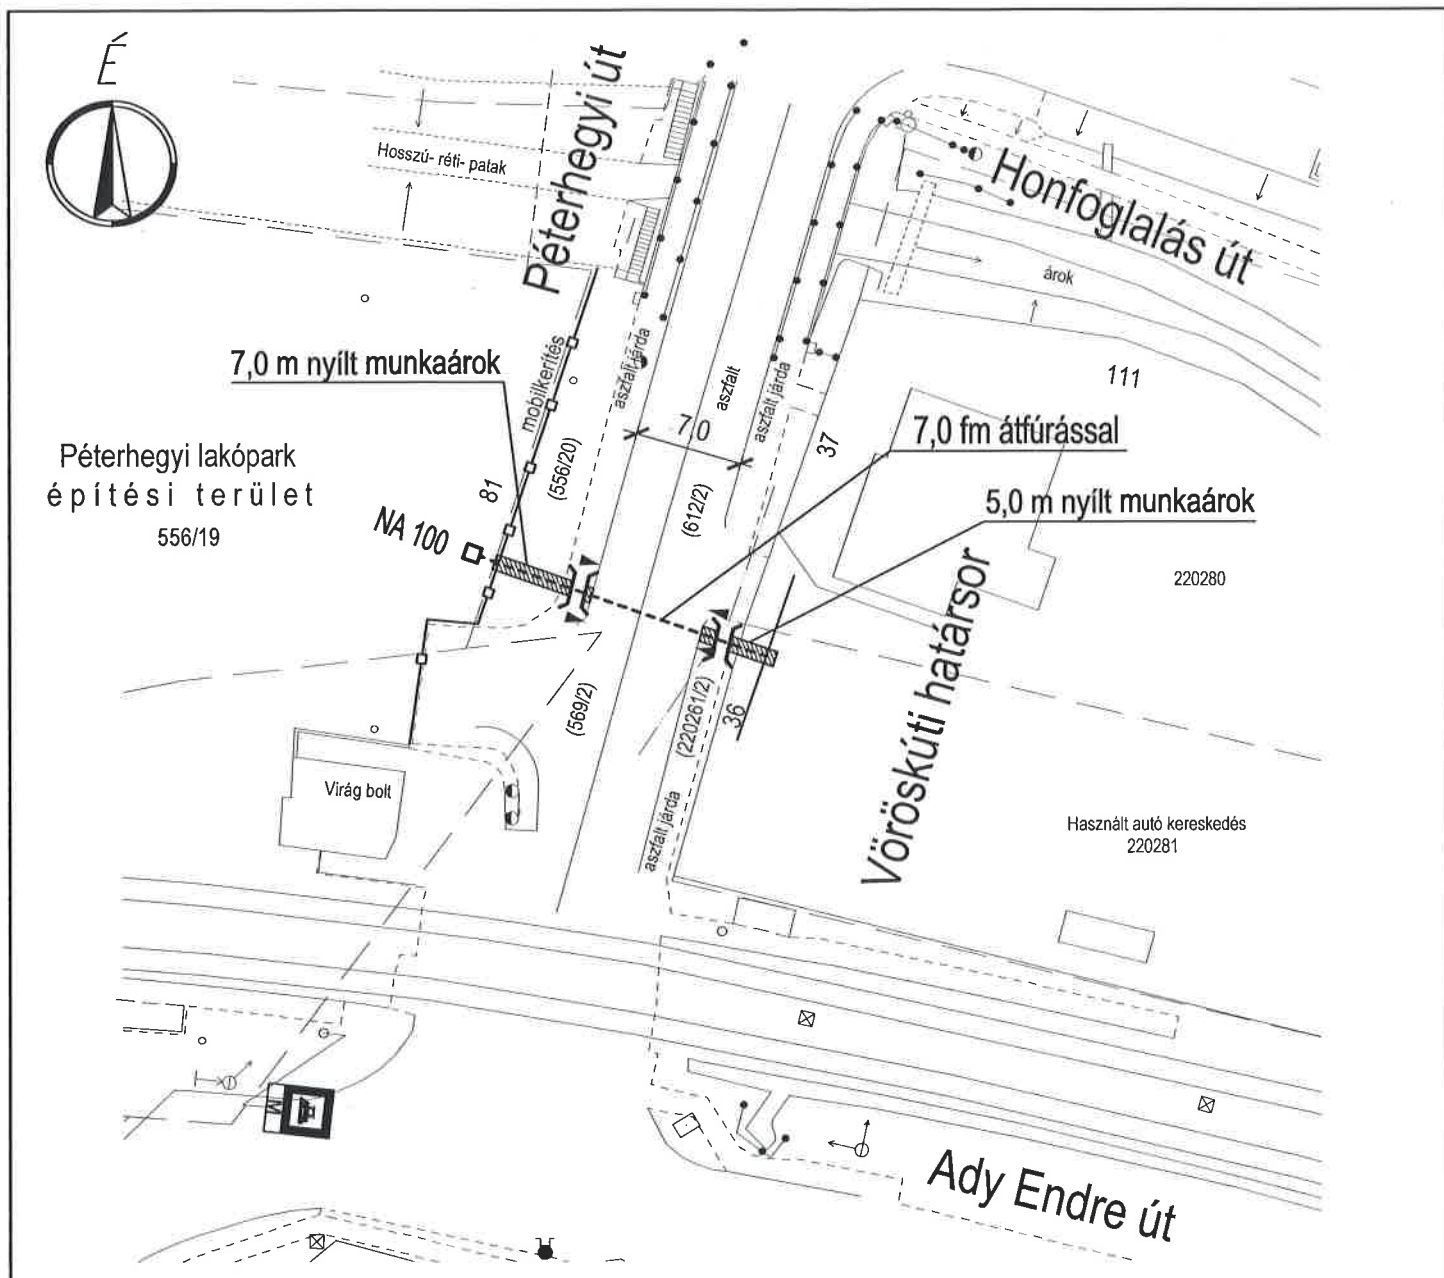 É
Péterhegyi út
Hosszú- réti- patak
Honfoglalás út
árok
7,0 m nyílt munkaárok
mobilkerítés
aszfalt járda
aszfalt
aszfalt járda
7,0
111
37
7,0 fm átfúrással
Péterhegyi lakópark
építési terület
556/19
81
(556/20)
(612/2)
5,0 m nyílt munkaárok
NA 100
220280
Vöröskúti határsor
(569/2)
(220261/2)
36
Virág bolt
aszfalt járda
Használt autó kereskedés
220281
M
Ady Endre út